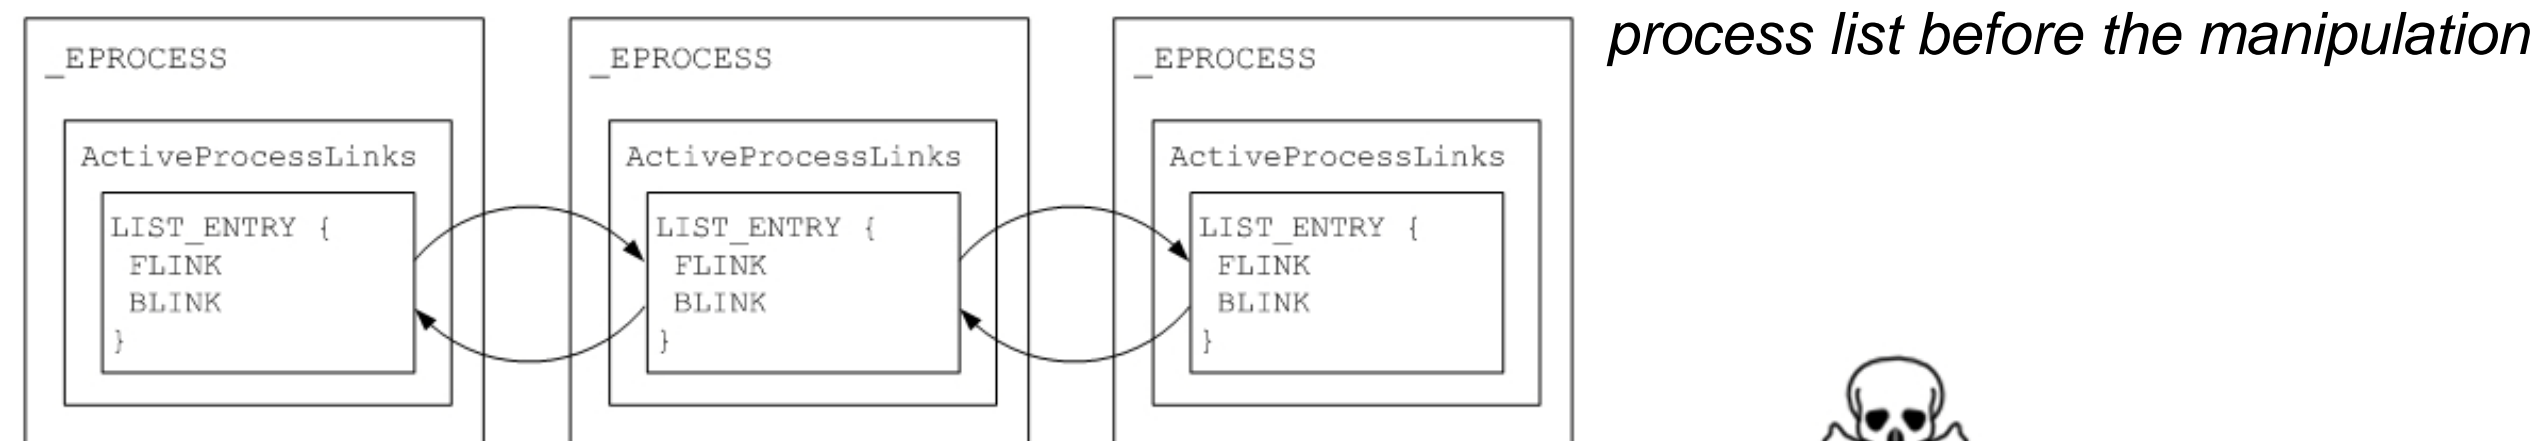 process list before the manipulation
_EPROCESS
ActiveProcessLinks
LIST_ENTRY {
FLINK
BLINK
}
_EPROCESS
ActiveProcessLinks
LIST_ENTRY {
FLINK
BLINK
}
_EPROCESS
ActiveProcessLinks
LIST_ENTRY {
FLINK
BLINK
}